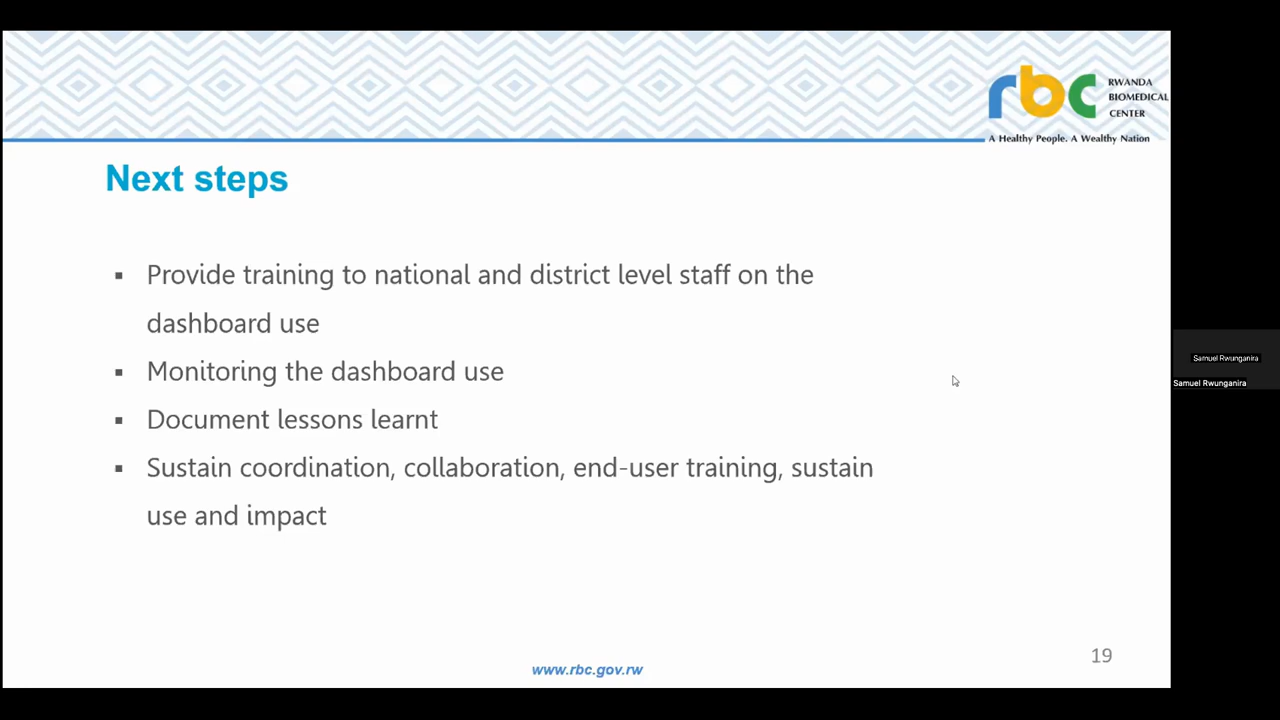 rbc
RWANDA
BIOMEDICAL
CENTER
A Healthy People. A Wealthy Nation
Next steps
▪ Provide training to national and district level staff on the
dashboard use
▪ Monitoring the dashboard use
▪ Document lessons learnt
▪ Sustain coordination, collaboration, end-user training, sustain
use and impact
www.rbc.gov.rw
19
Samuel Rwunganira
Samuel Rwunganira